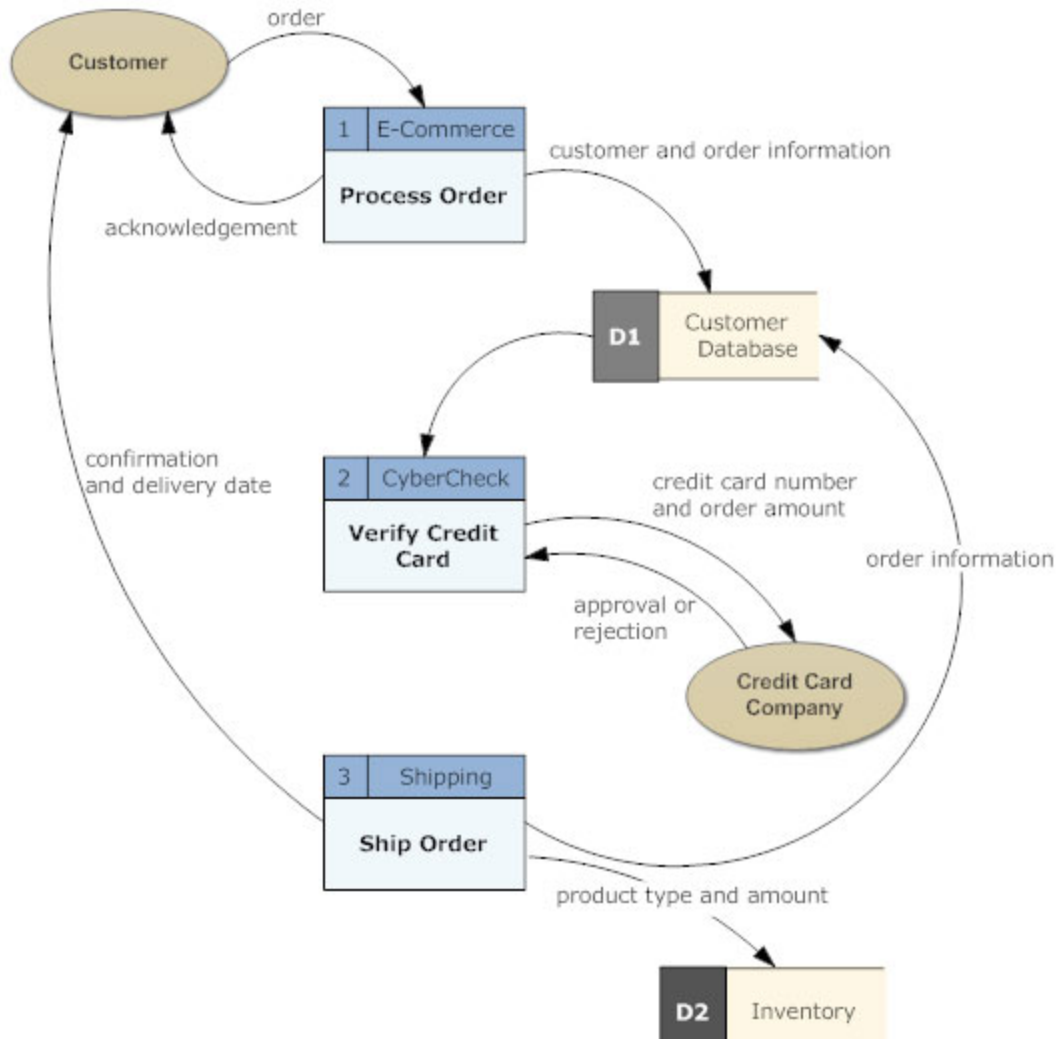 order
Customer
1 E-Commerce
Process Order
customer and order information
acknowledgement
D1
Customer
Database
confirmation
and delivery date
2 CyberCheck
Verify Credit
Card
credit card number
and order amount
order information
approval or
rejection
Credit Card
Company
3 Shipping
Ship Order
product type and amount
D2 Inventory